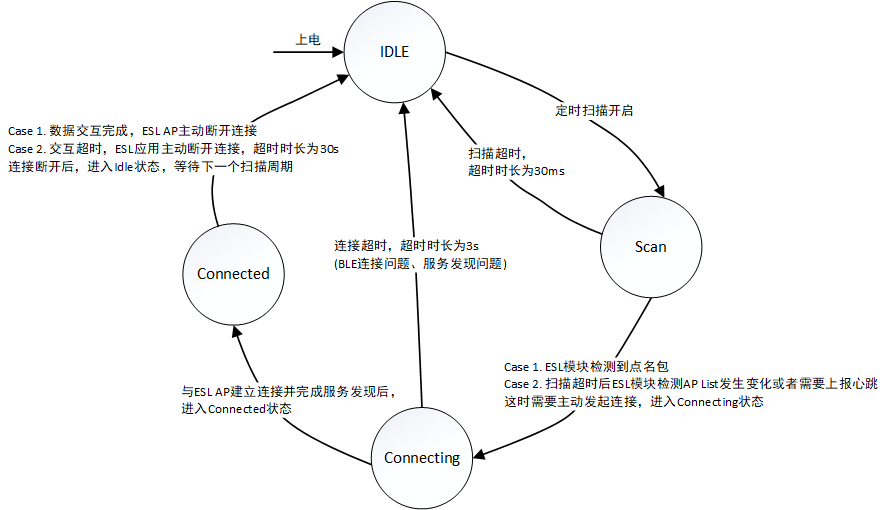 上电
IDLE
定时扫描开启
Case 1. 数据交互完成，ESL AP主动断开连接
Case 2. 交互超时，ESL应用主动断开连接，超时时长为30s
连接断开后，进入Idle状态，等待下一个扫描周期
扫描超时，
超时时长为30ms
Scan
连接超时，超时时长为3s
(BLE连接问题、服务发现问题)
Connected
Case 1. ESL模块检测到点名包
Case 2. 扫描超时后ESL模块检测AP List发生变化或者需要上报心跳
这时需要主动发起连接，进入Connecting状态
与ESL AP建立连接并完成服务发现后，
进入Connected状态
Connecting